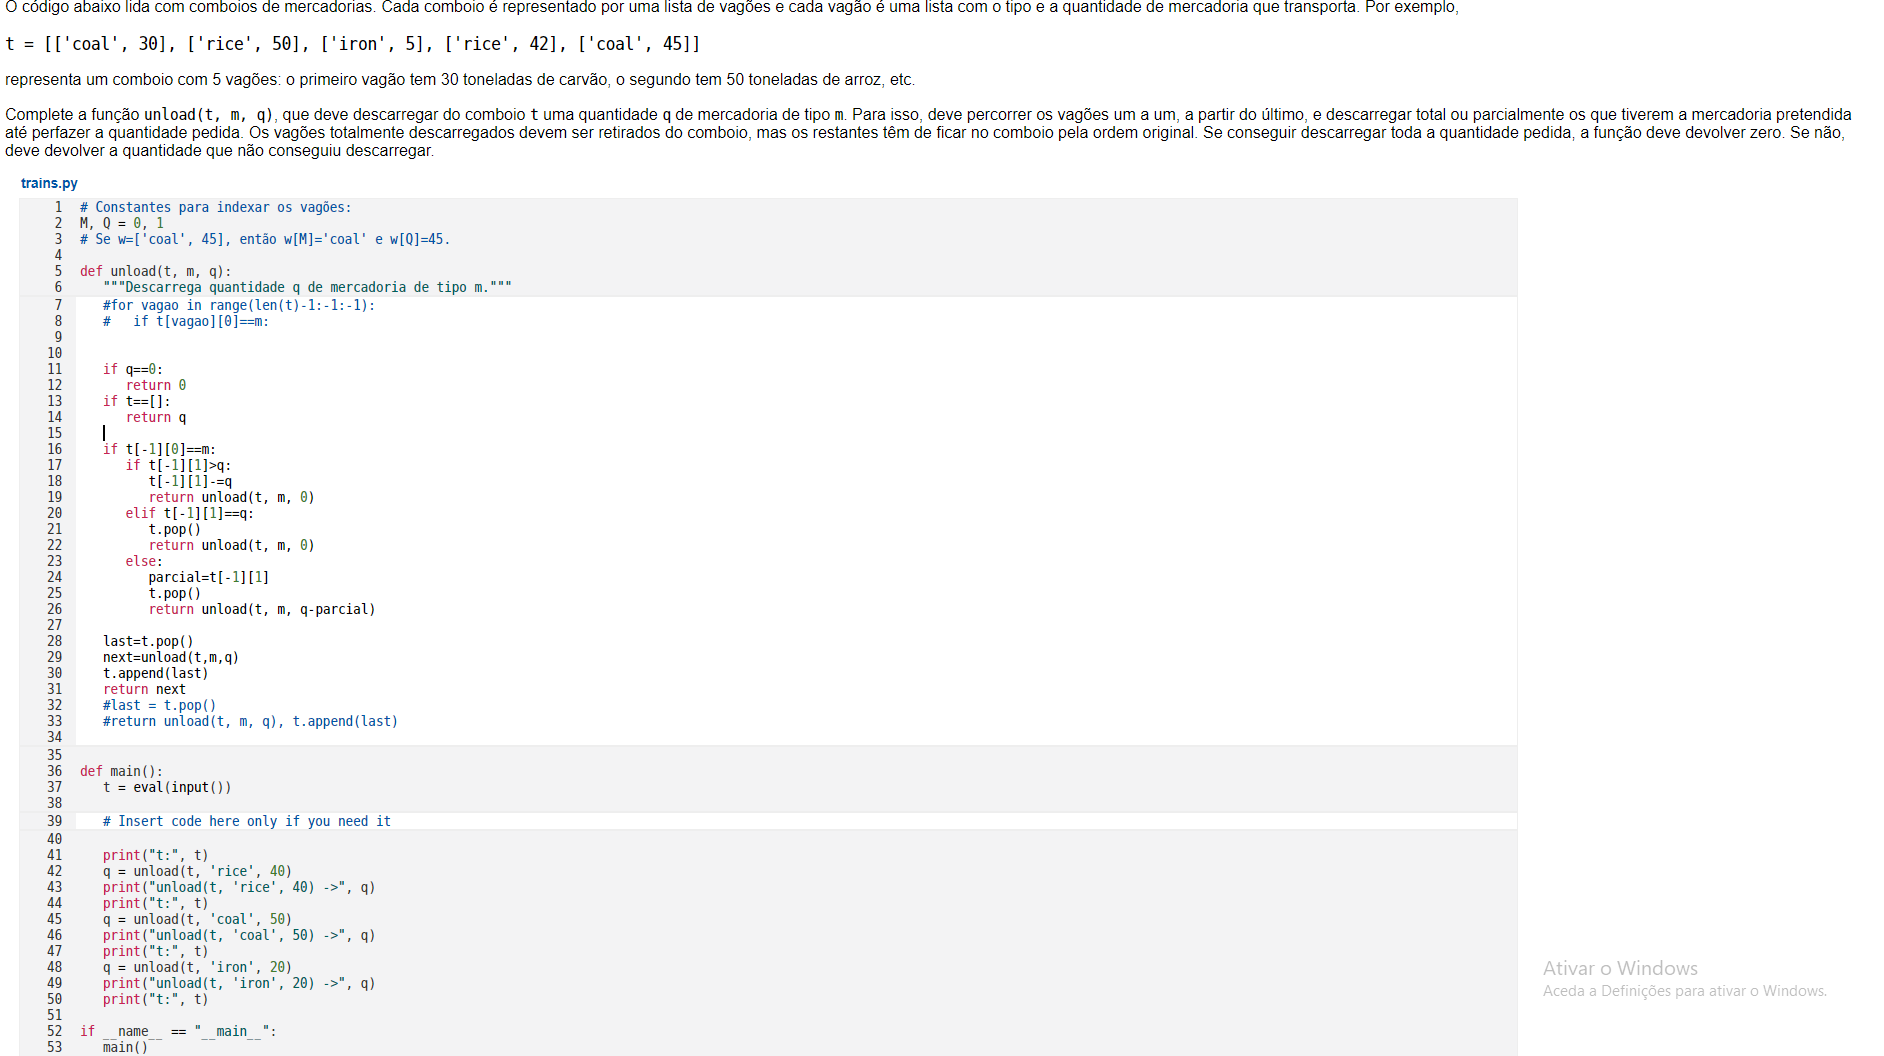 O código abaixo lida com comboios de mercadorias. Cada comboio é representado por uma lista de vagões e cada vagão é uma lista com o tipo e a quantidade de mercadoria que transporta. Por exemplo,
t = [['coal', 30], ['rice', 50], ['iron', 5], ['rice', 42], ['coal', 45]]
representa um comboio com 5 vagões: o primeiro vagão tem 30 toneladas de carvão, o segundo tem 50 toneladas de arroz, etc.
Complete a função unload(t, m, q), que deve descarregar do comboio t uma quantidade q de mercadoria de tipo m. Para isso, deve percorrer os vagões um a um, a partir do último, e descarregar total ou parcialmente os que tiverem a mercadoria pretendida
até perfazer a quantidade pedida. Os vagões totalmente descarregados devem ser retirados do comboio, mas os restantes têm de ficar no comboio pela ordem original. Se conseguir descarregar toda a quantidade pedida, a função deve devolver zero. Se não,
deve devolver a quantidade que não conseguiu descarregar.
trains.py
1 # Constantes para indexar os vagões:
2 M, Q = 0, 1
3 # Se w=['coal', 45], então w[M]='coal' e w[Q]=45.
4
5 def unload(t, m, q):
6    """Descarrega quantidade q de mercadoria de tipo m."""
7    #for vagao in range(len(t)-1:-1:-1):
8    #   if t[vagao][0]==m:
9
10
11    if q==0:
12       return 0
13    if t==[]:
14       return q
15
16    if t[-1][0]==m:
17       if t[-1][1]>q:
18          t[-1][1]-=q
19          return unload(t, m, 0)
20       elif t[-1][1]==q:
21          t.pop()
22          return unload(t, m, 0)
23       else:
24          parcial=t[-1][1]
25          t.pop()
26          return unload(t, m, q-parcial)
27
28    last=t.pop()
29    next=unload(t,m,q)
30    t.append(last)
31    return next
32    #last = t.pop()
33    #return unload(t, m, q), t.append(last)
34
35
36 def main():
37    t = eval(input())
38
39    # Insert code here only if you need it
40
41    print("t:", t)
42    q = unload(t, 'rice', 40)
43    print("unload(t, 'rice', 40) ->", q)
44    print("t:", t)
45    q = unload(t, 'coal', 50)
46    print("unload(t, 'coal', 50) ->", q)
47    print("t:", t)
48    q = unload(t, 'iron', 20)
49    print("unload(t, 'iron', 20) ->", q)
50    print("t:", t)
51
52 if __name__ == "__main__":
53    main()
Ativar o Windows
Aceda a Definições para ativar o Windows.